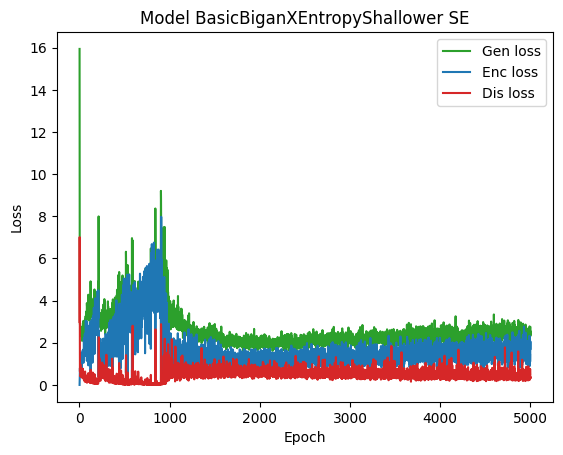 Model BasicBiganXEntropyShallower SE
Gen loss
Enc loss
Dis loss
Loss
16
14
12
10
8
6
4
2
0
0 1000 2000 3000 4000 5000
Epoch